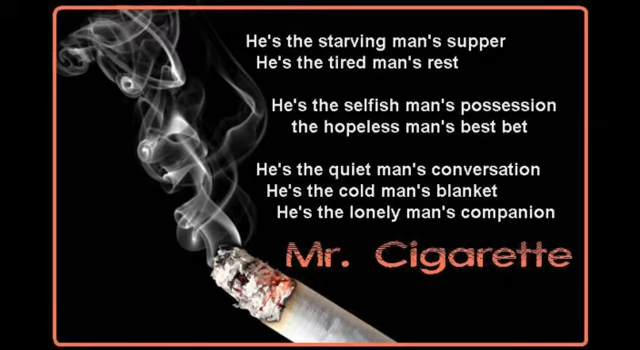 He's the starving man's supper
He's the tired man's rest
He's the selfish man's possession
the hopeless man's best bet
He's the quiet man's conversation
He's the cold man's blanket
He's the lonely man's companion
Mr. Cigarette